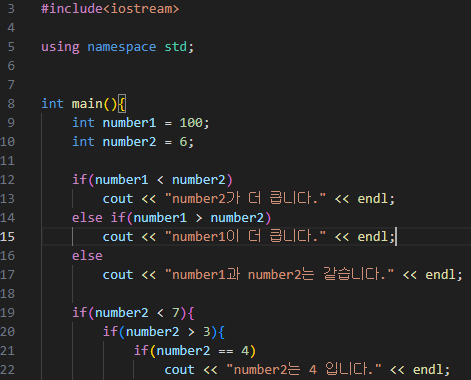 3 #include<iostream>
4
5 using namespace std;
6
7
8 int main(){
9     int number1 = 100;
10     int number2 = 6;
11
12     if(number1 < number2)
13         cout << "number2가 더 큽니다." << endl;
14     else if(number1 > number2)
15         cout << "number1이 더 큽니다." << endl;
16     else
17         cout << "number1과 number2는 같습니다." << endl;
18
19     if(number2 < 7){
20         if(number2 > 3){
21             if(number2 == 4)
22                 cout << "number2는 4 입니다." << endl;